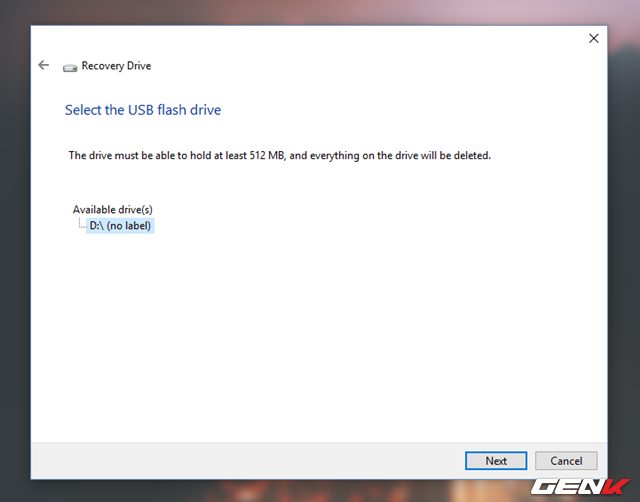 Recovery Drive
Select the USB flash drive
The drive must be able to hold at least 512 MB, and everything on the drive will be deleted.
Available drive(s)
D:\ (no label)
Next Cancel
GENK